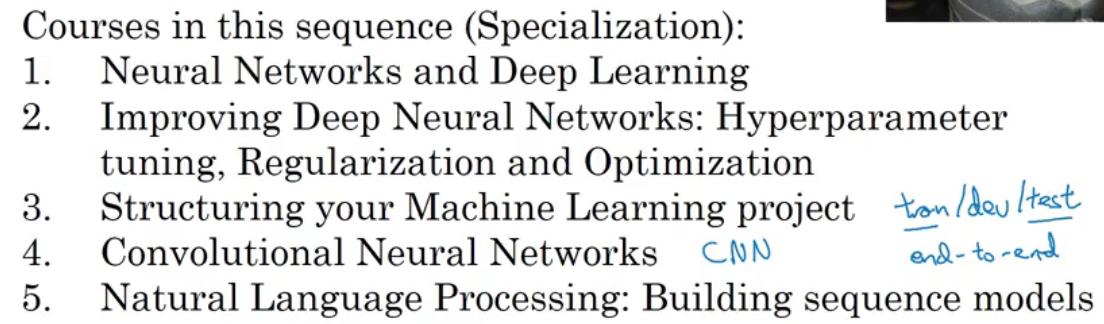 Courses in this sequence (Specialization):
1. Neural Networks and Deep Learning
2. Improving Deep Neural Networks: Hyperparameter
tuning, Regularization and Optimization
3. Structuring your Machine Learning project train/dev/test
4. Convolutional Neural Networks CNN end-to-end
5. Natural Language Processing: Building sequence models